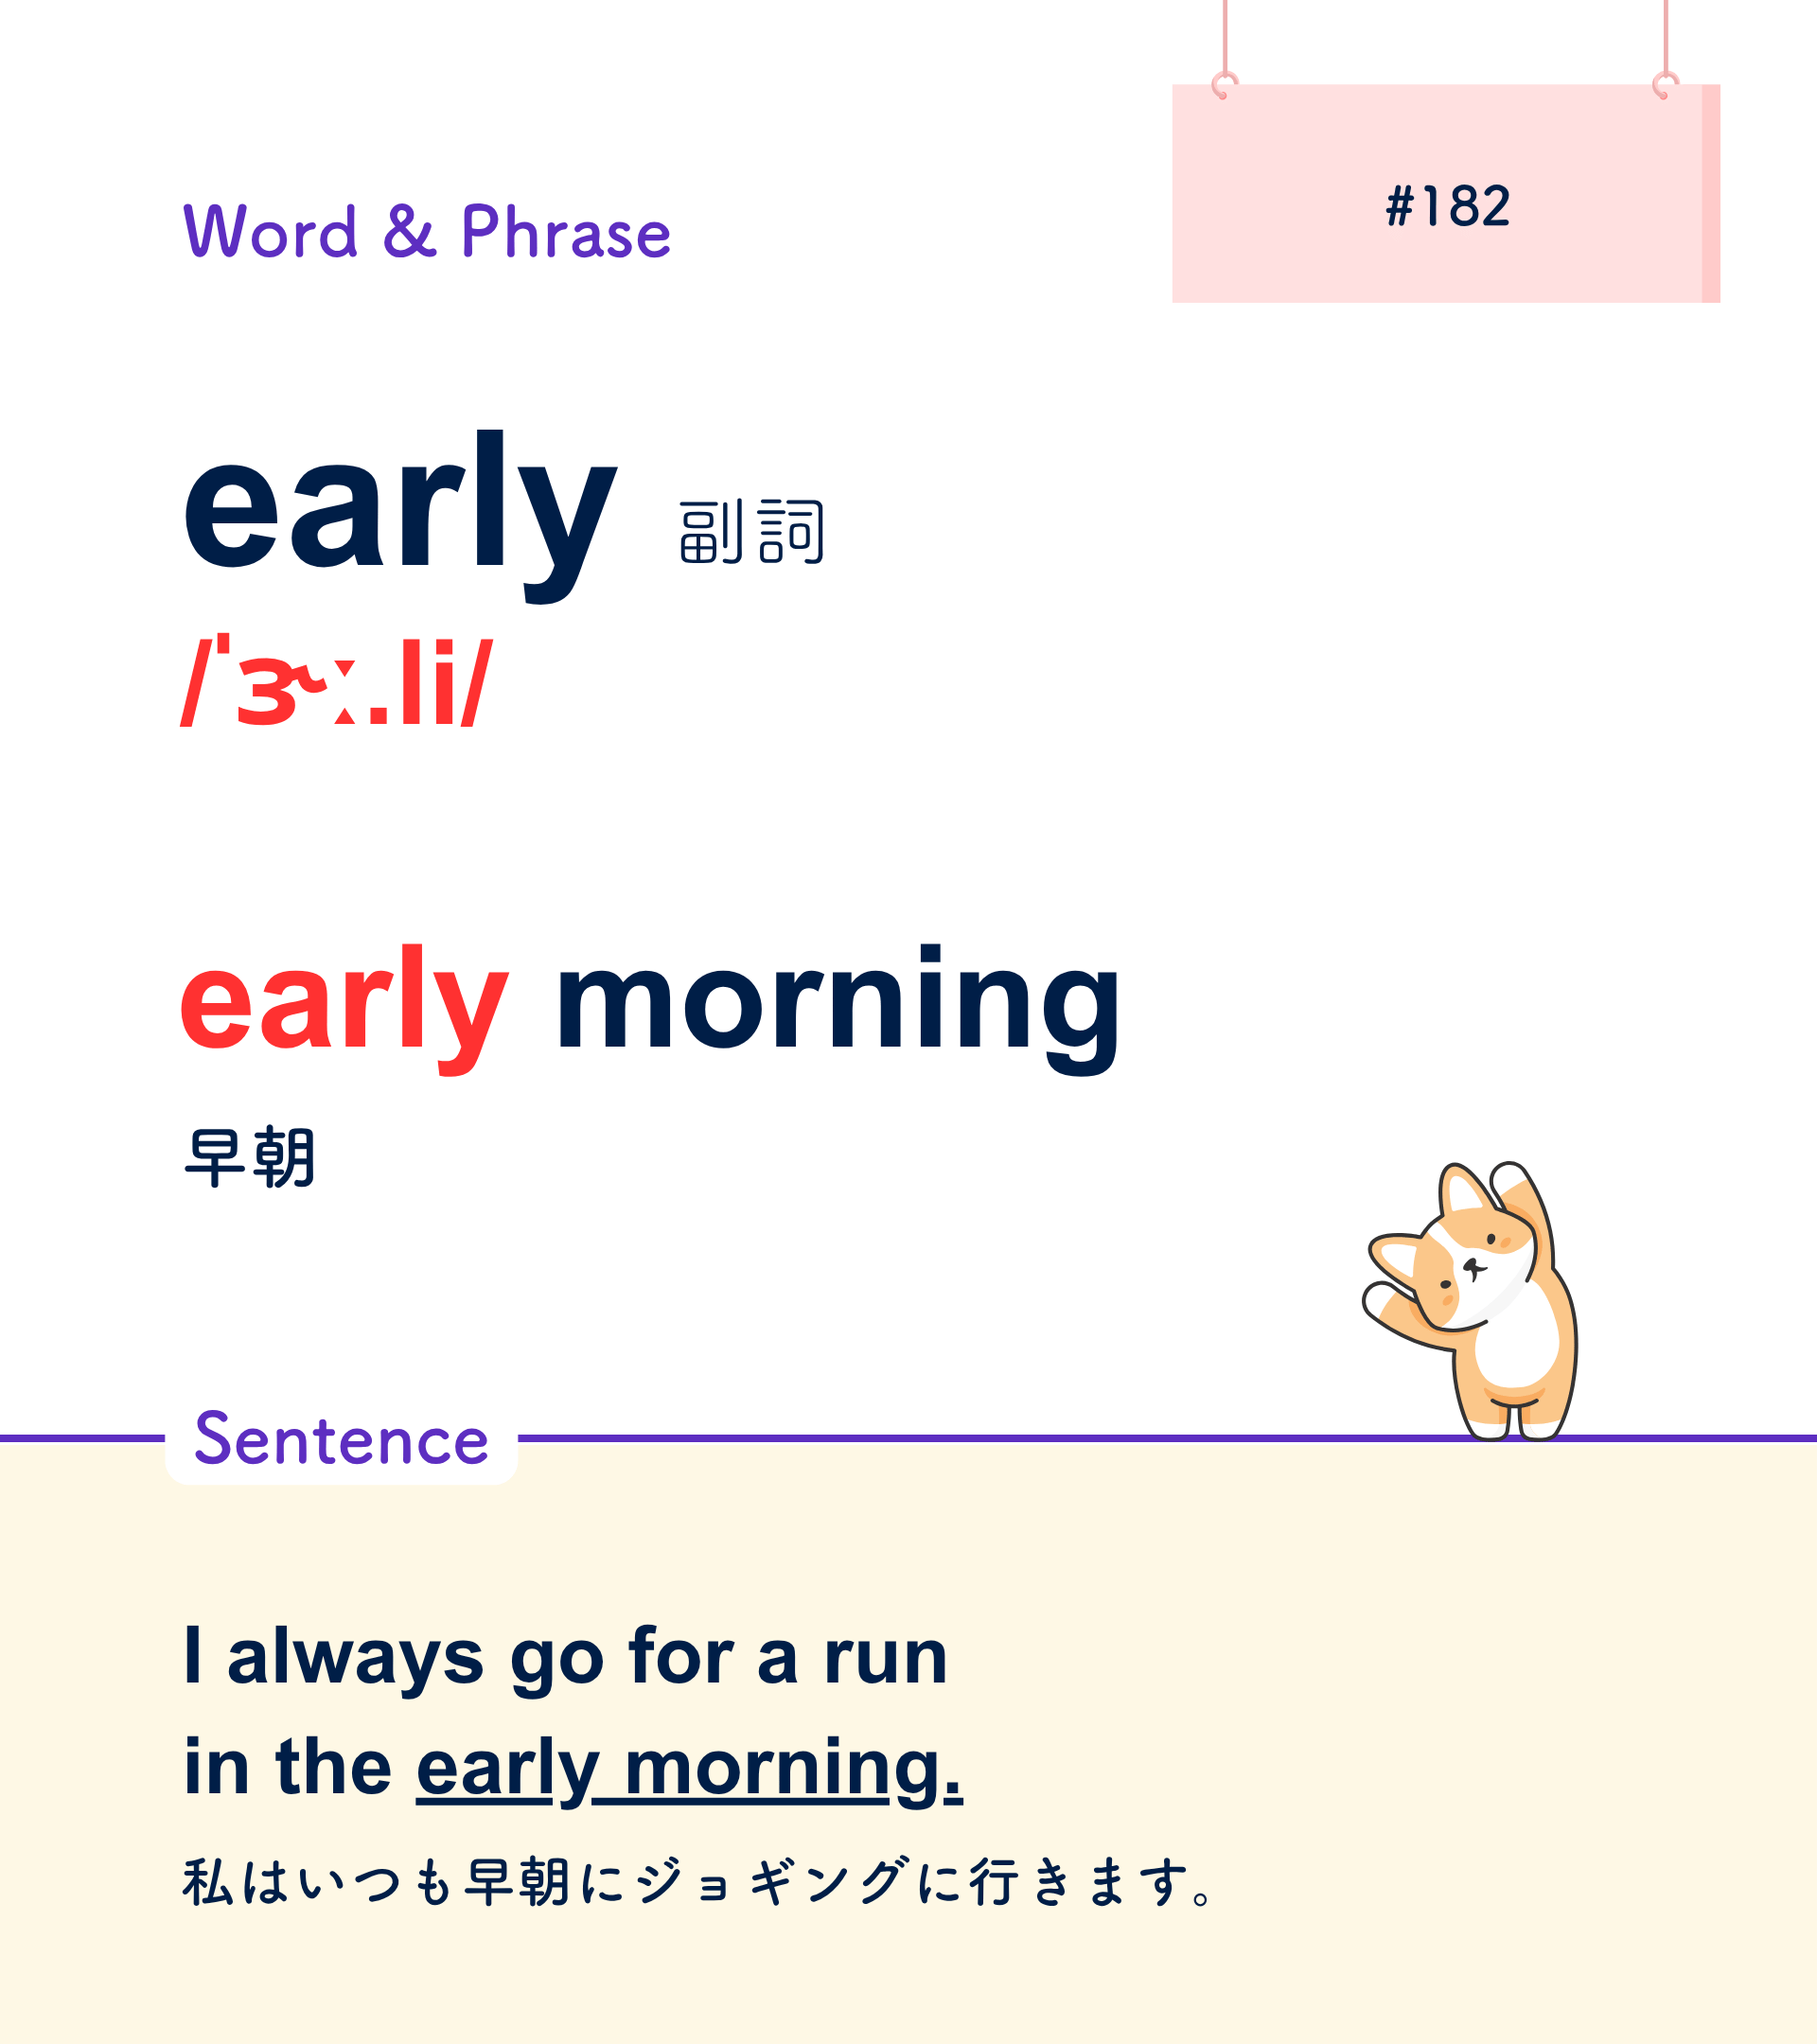 #182
Word & Phrase
early 副詞
/ˈɝː.li/
early morning
早朝
Sentence
I always go for a run
in the early morning.
私はいつも早朝にジョギングに行きます。